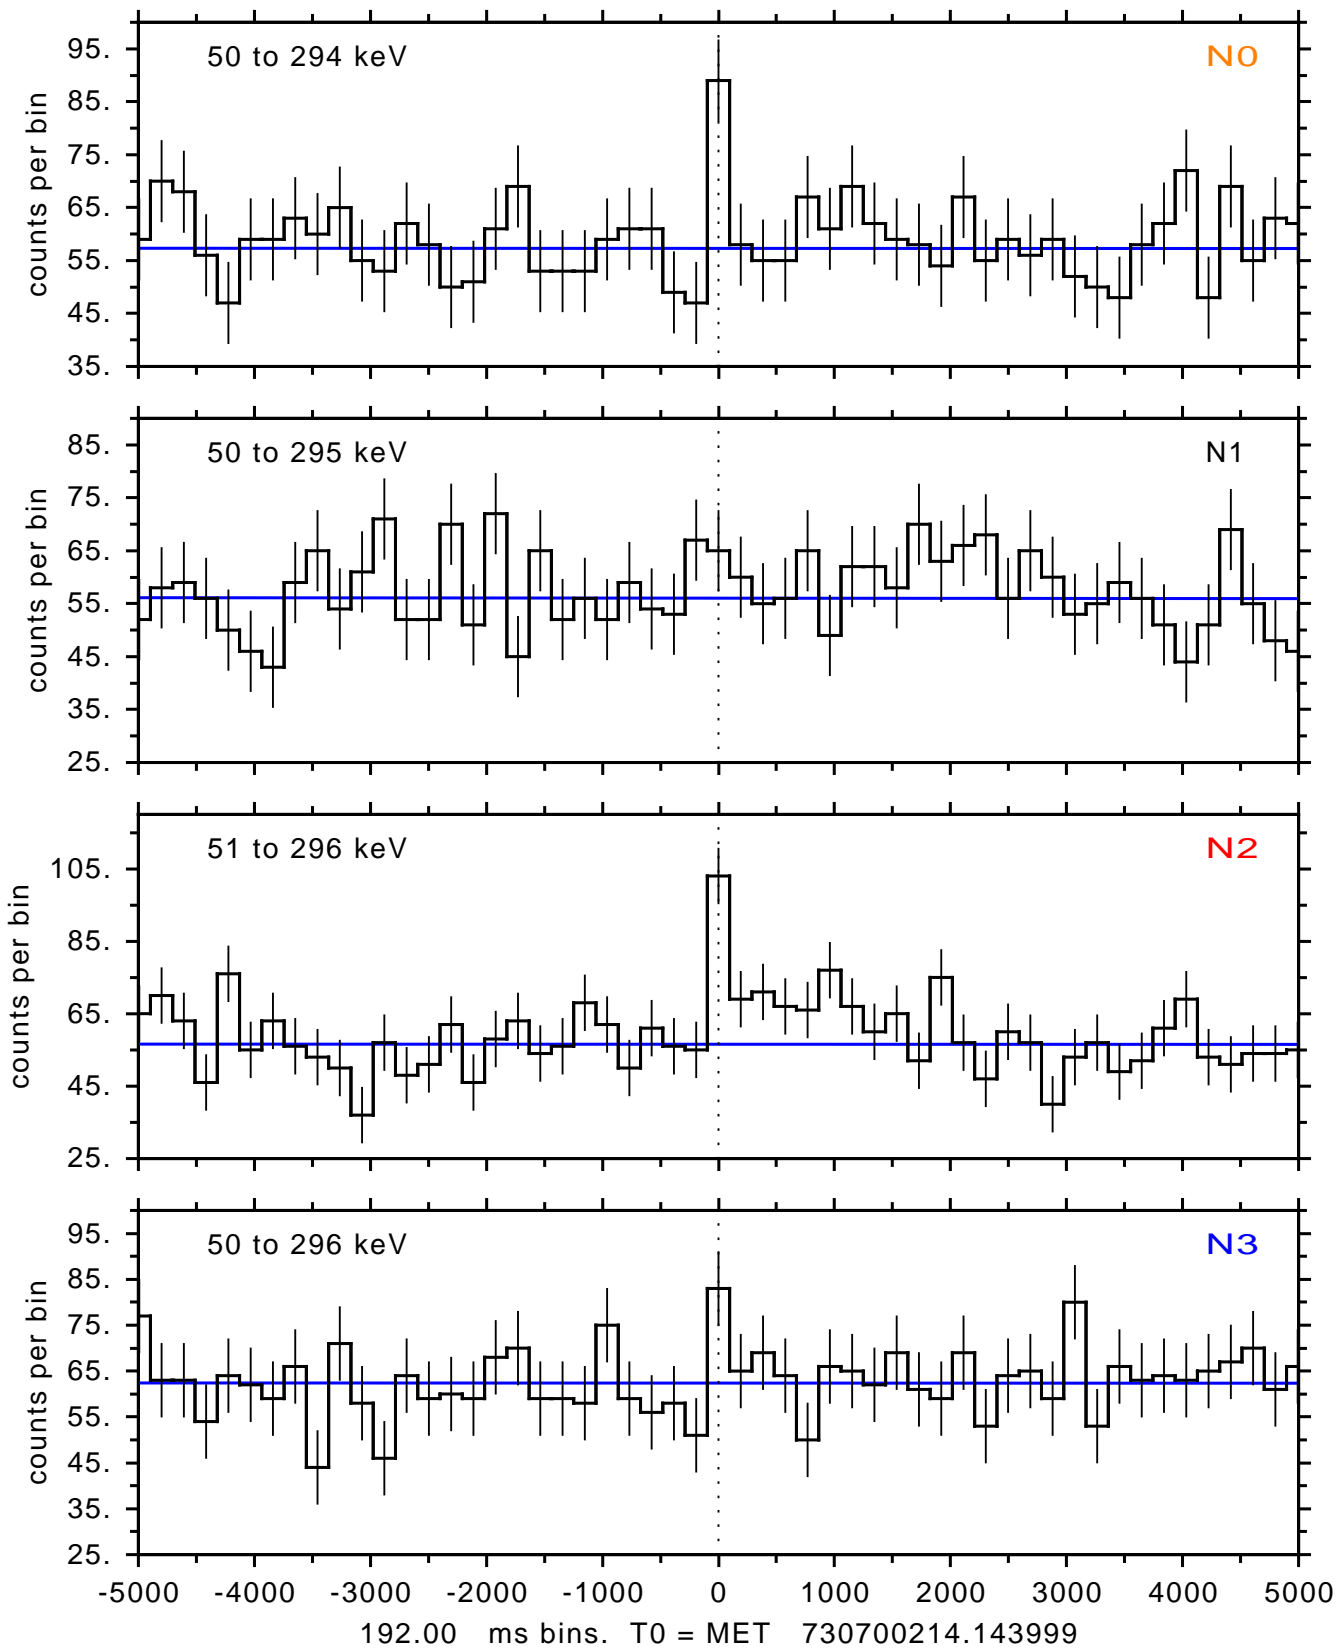 50 to 294 keV N0
95.
85.
75.
65.
55.
45.
35.
counts per bin
50 to 295 keV N1
85.
75.
65.
55.
45.
35.
25.
counts per bin
51 to 296 keV N2
105.
85.
65.
45.
25.
counts per bin
50 to 296 keV N3
95.
85.
75.
65.
55.
45.
35.
25.
counts per bin
-5000 -4000 -3000 -2000 -1000 0 1000 2000 3000 4000 5000
192.00 ms bins. T0 = MET 730700214.143999